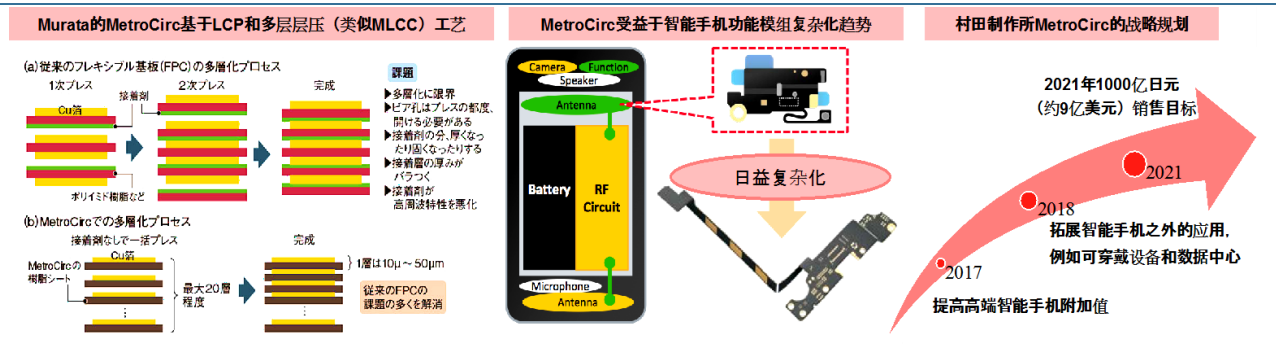 Murata的MetroCirc基于LCP和多层层压（类似MLCC）工艺
(a)従来のフレキシブル基板(FPC)の多層化プロセス
1次プレス
2次プレス
完成
接着剤
Cu箔
ポリイミド樹脂など
課題
▶多層化に限界
▶ビア孔はプレスの都度、
開ける必要がある
▶接着剤の分、厚くなっ
たり固くなったりする
▶接着層の厚みが
バラつく
▶接着剤が
高周波特性を悪化
(b)MetroCircでの多層化プロセス
接着剤なしで一括プレス
完成
Cu箔
MetroCircの
樹脂シート
最大20層
程度
1層は10μ～50μm
従来のFPCの
課題の多くを解消
MetroCirc受益于智能手机功能模组复杂化趋势
Camera
Function
Speaker
Antenna
Battery
RF
Circuit
Microphone
Antenna
日益复杂化
村田制作所MetroCirc的战略规划
2021年1000亿日元
（约9亿美元）销售目标
2021
2018
拓展智能手机之外的应用，
例如可穿戴设备和数据中心
2017
提高高端智能手机附加值